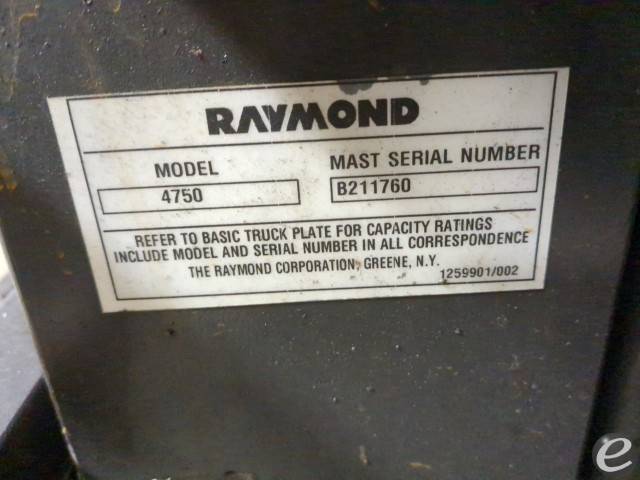 RAYMOND
MODEL
MAST SERIAL NUMBER
4750
B211760
REFER TO BASIC TRUCK PLATE FOR CAPACITY RATINGS
INCLUDE MODEL AND SERIAL NUMBER IN ALL CORRESPONDENCE
THE RAYMOND CORPORATION, GREENE, N.Y.
1259901/002
e